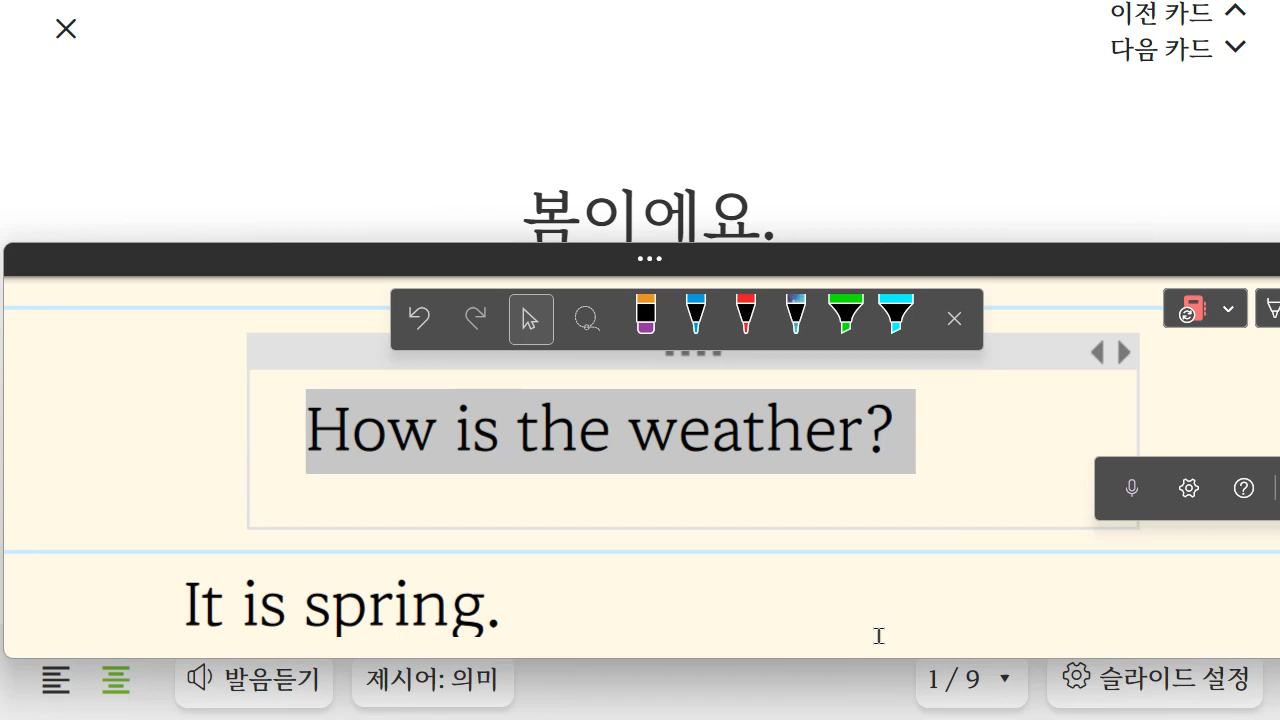 이전 카드
다음 카드
봄이에요.
How is the weather?
It is spring.
발음듣기
제시어: 의미
1 / 9
슬라이드 설정